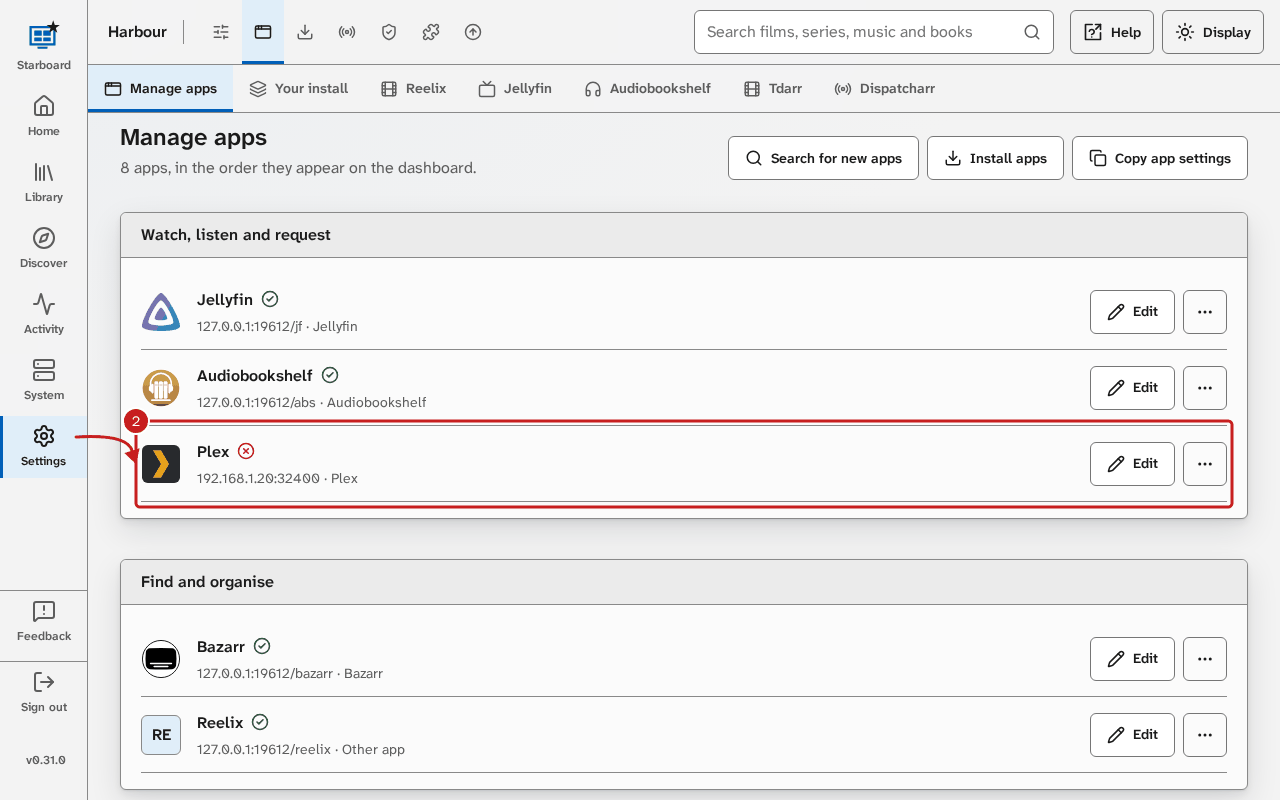 Starboard
Home
Library
Discover
Activity
System
Settings
Feedback
Sign out
v0.31.0
Harbour
Search films, series, music and books
Help
Display
Manage apps
Your install
Reelix
Jellyfin
Audiobookshelf
Tdarr
Dispatcharr
Manage apps
8 apps, in the order they appear on the dashboard.
Search for new apps
Install apps
Copy app settings
Watch, listen and request
Jellyfin
127.0.0.1:19612/jf · Jellyfin
Edit
Audiobookshelf
127.0.0.1:19612/abs · Audiobookshelf
Edit
2
Plex
192.168.1.20:32400 · Plex
Edit
Find and organise
Bazarr
127.0.0.1:19612/bazarr · Bazarr
Edit
RE
Reelix
127.0.0.1:19612/reelix · Other app
Edit